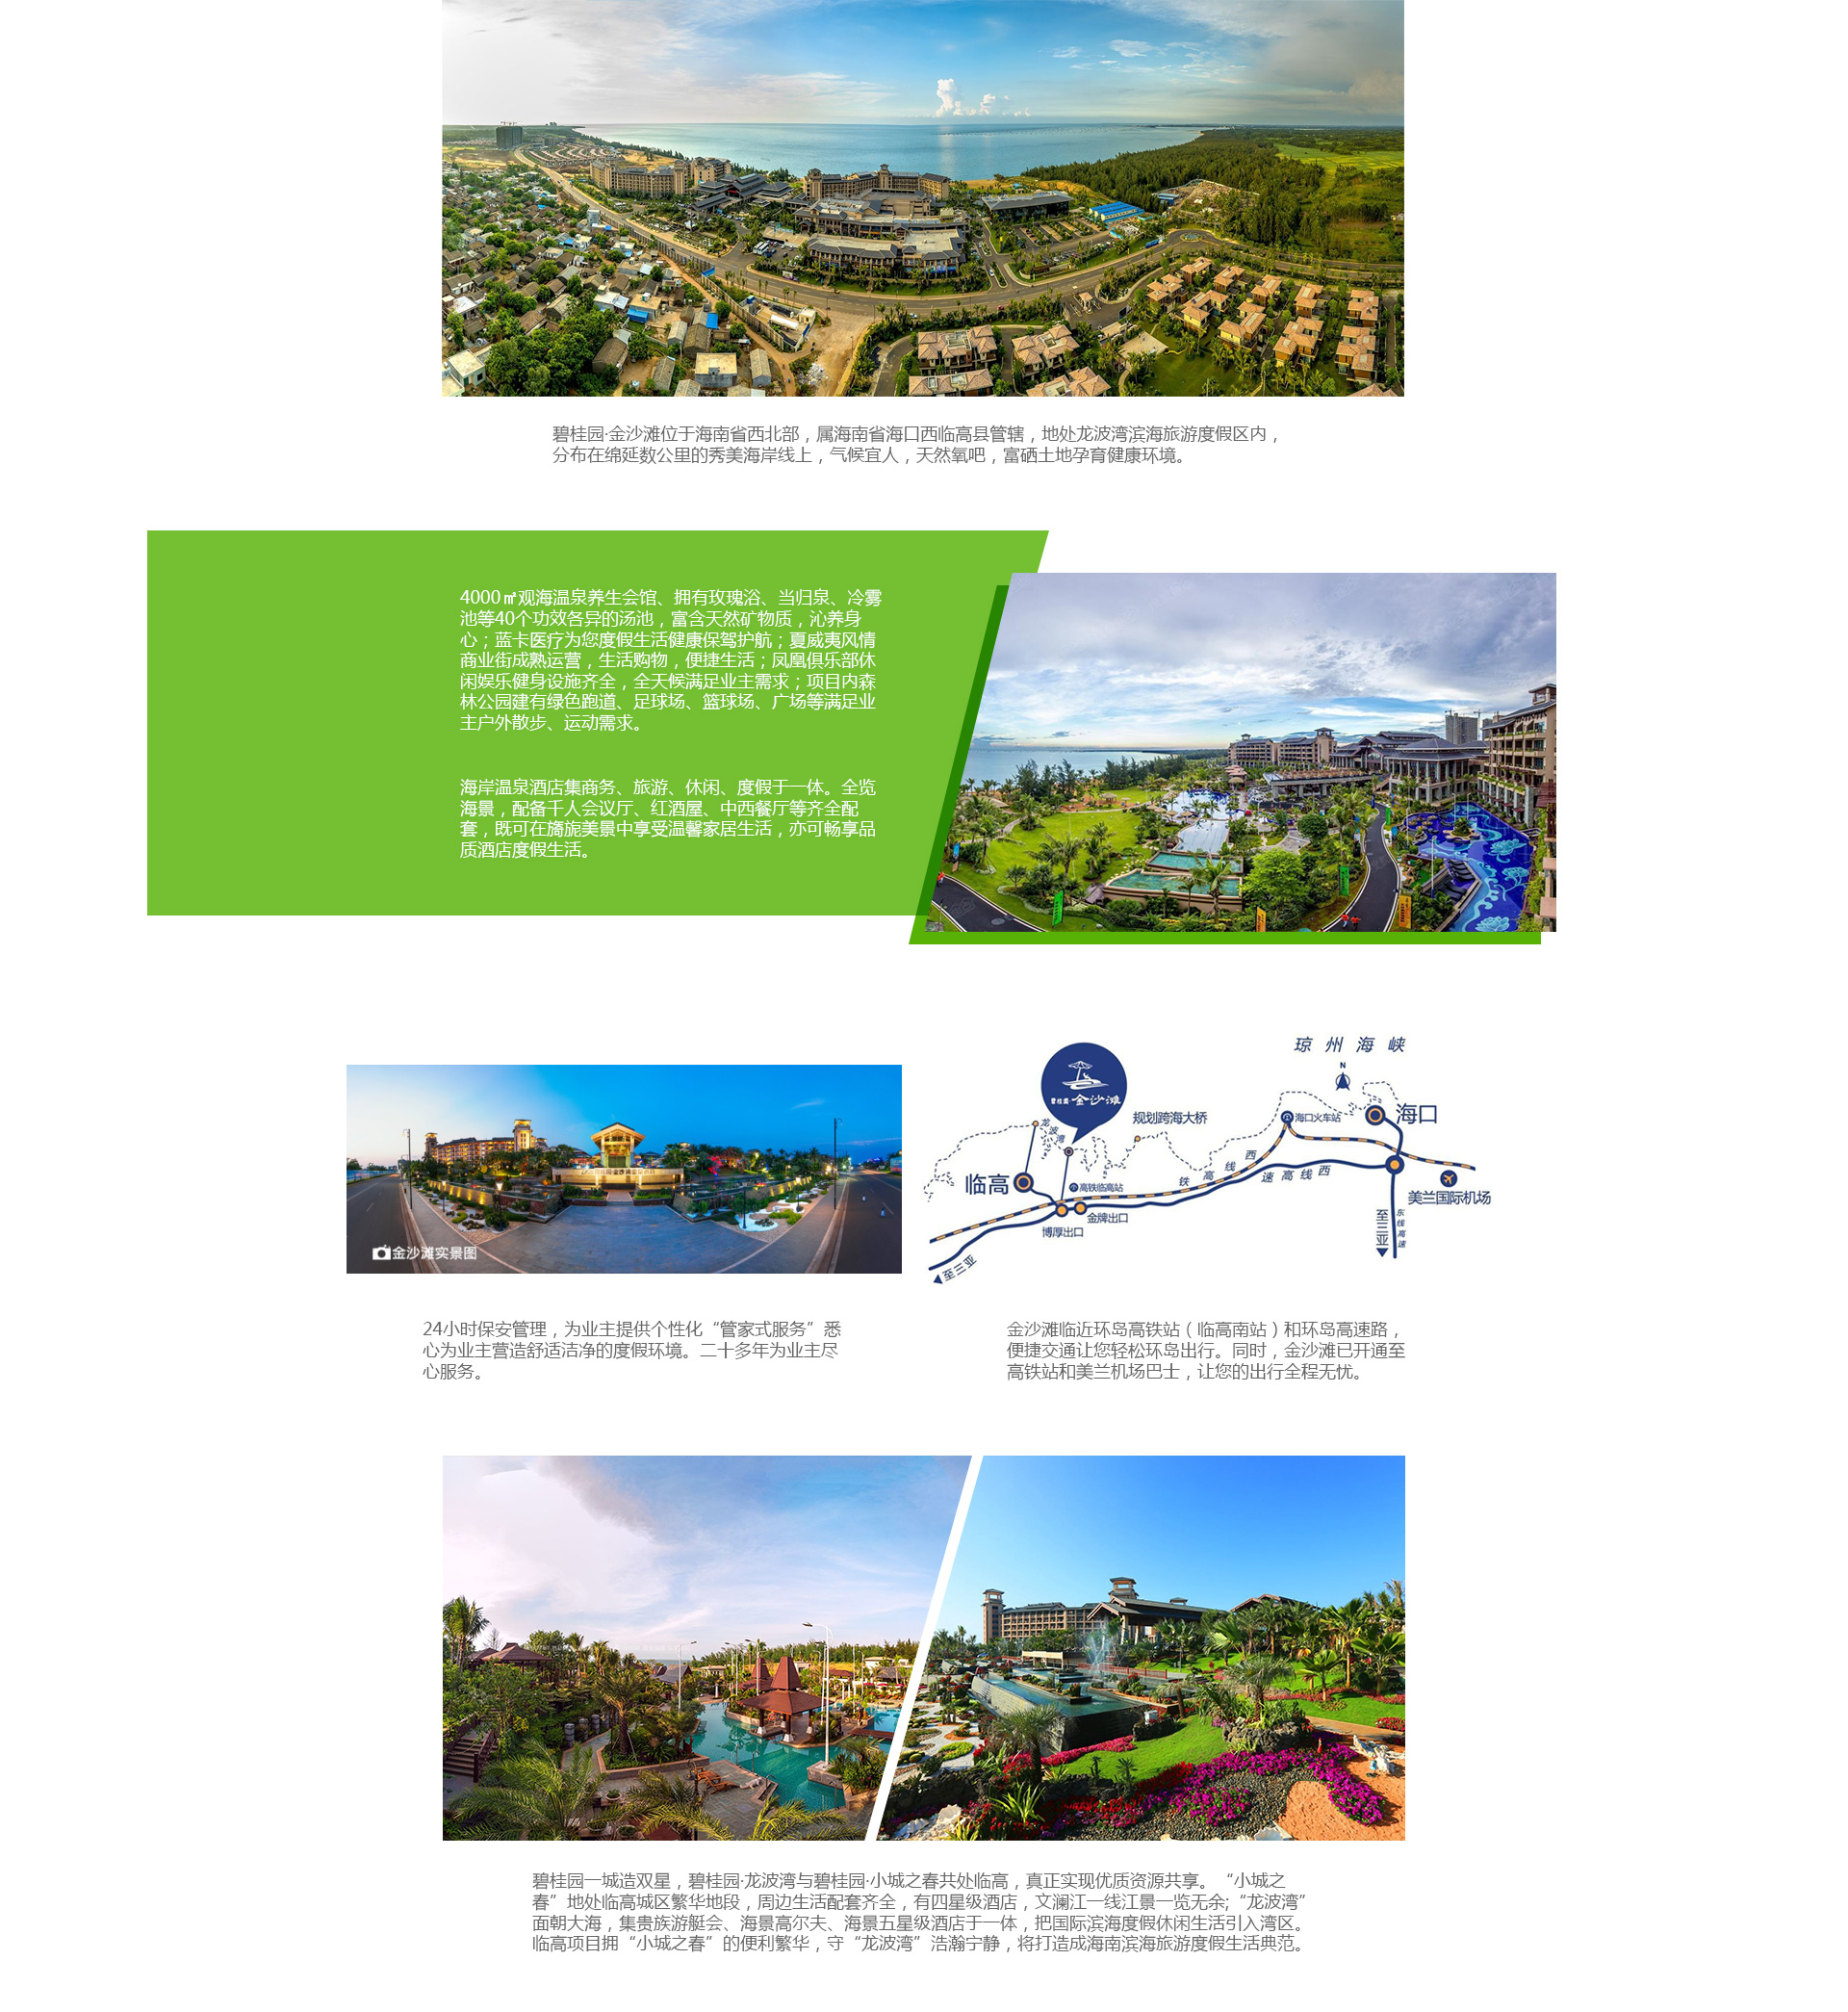 碧桂园·金沙滩位于海南省西北部，属海南省海口西临高县管辖，地处龙波湾滨海旅游度假区内，
分布在绵延数公里的秀美海岸线上，气候宜人，天然氧吧，富硒土地孕育健康环境。
4000㎡观海温泉养生会馆、拥有玫瑰浴、当归泉、冷雾
池等40个功效各异的汤池，富含天然矿物质，沁养身
心；蓝卡医疗为您度假生活健康保驾护航；夏威夷风情
商业街成熟运营，生活购物，便捷生活；凤凰俱乐部休
闲娱乐健身设施齐全，全天候满足业主需求；项目内森
林公园建有绿色跑道、足球场、篮球场、广场等满足业
主户外散步、运动需求。
海岸温泉酒店集商务、旅游、休闲、度假于一体。全览
海景，配备千人会议厅、红酒屋、中西餐厅等齐全配
套，既可在旖旎美景中享受温馨家居生活，亦可畅享品
质酒店度假生活。
金沙滩实景图
琼州海峡
N
碧桂园·金沙滩
龙波湾
规划跨海大桥
海口火车站
海口
临高
高铁临高站
铁高线西
速高线西
美兰国际机场
金牌出口
博厚出口
至三亚
东线高速
至三亚
24小时保安管理，为业主提供个性化“管家式服务”悉
心为业主营造舒适洁净的度假环境。二十多年为业主尽
心服务。
金沙滩临近环岛高铁站（临高南站）和环岛高速路，
便捷交通让您轻松环岛出行。同时，金沙滩已开通至
高铁站和美兰机场巴士，让您的出行全程无忧。
碧桂园一城造双星，碧桂园·龙波湾与碧桂园·小城之春共处临高，真正实现优质资源共享。“小城之
春”地处临高城区繁华地段，周边生活配套齐全，有四星级酒店，文澜江一线江景一览无余;“龙波湾”
面朝大海，集贵族游艇会、海景高尔夫、海景五星级酒店于一体，把国际滨海度假休闲生活引入湾区。
临高项目拥“小城之春”的便利繁华，守“龙波湾”浩瀚宁静，将打造成海南滨海旅游度假生活典范。